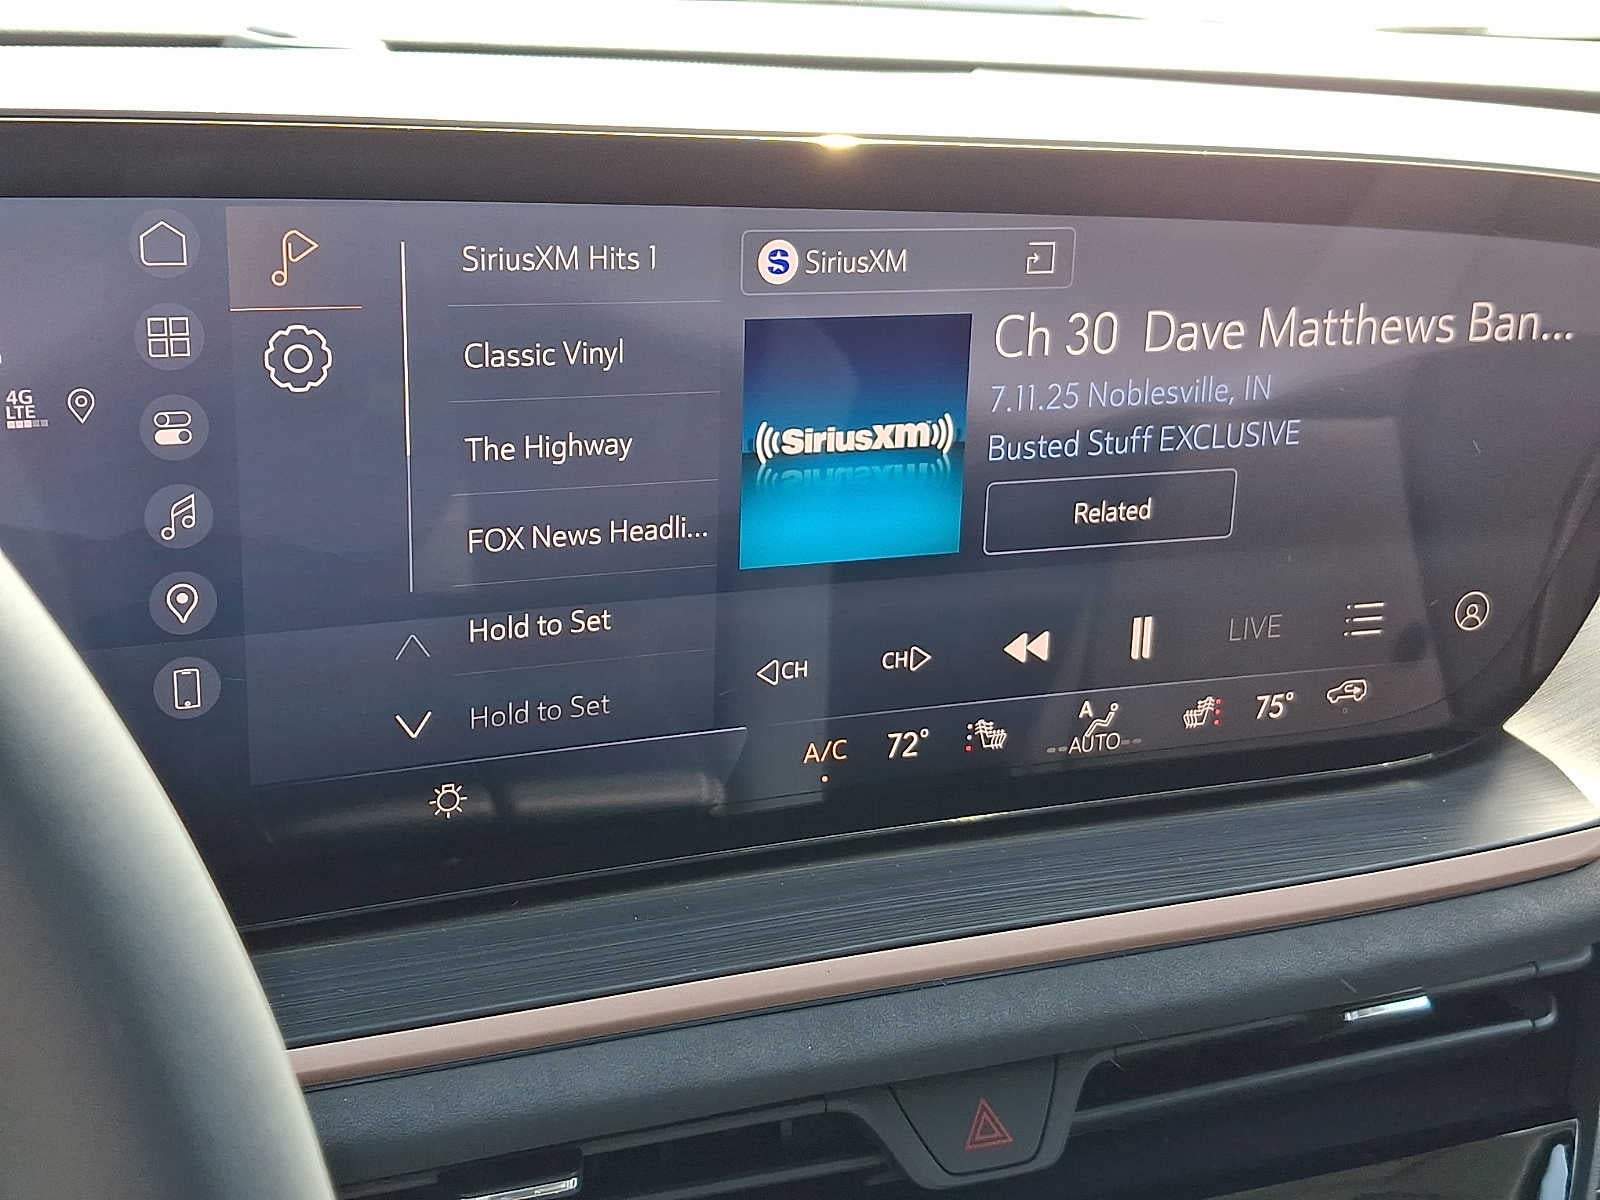 4G
LTE
SiriusXM Hits 1
Classic Vinyl
The Highway
FOX News Headli...
Hold to Set
Hold to Set
SiriusXM
((SiriusXM))
Ch 30 Dave Matthews Ban...
7.11.25 Noblesville, IN
Busted Stuff EXCLUSIVE
Related
CH
CH
LIVE
A/C
72°
A
AUTO
75°